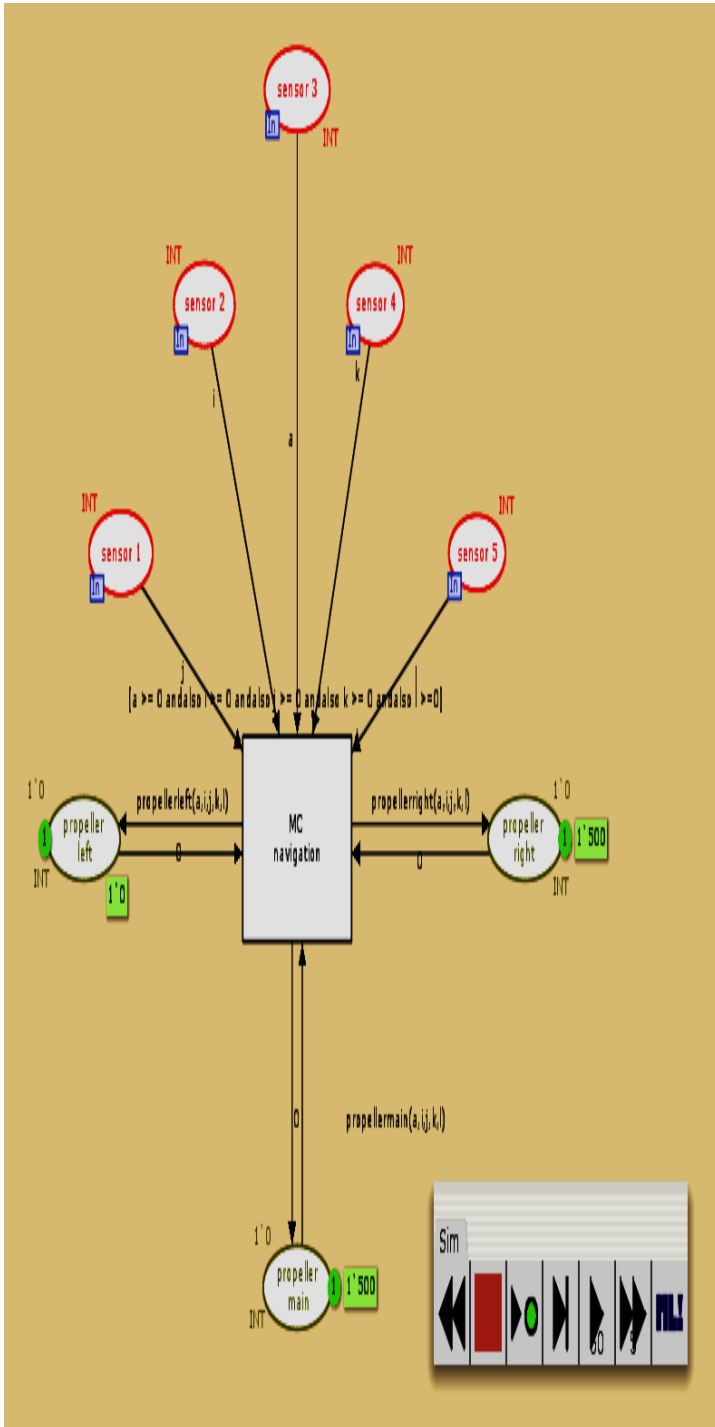 sensor 3
In
INT
INT
sensor 2
In
i
INT
sensor 4
In
k
a
INT
sensor 1
In
j
INT
sensor 5
In
l
[a >= 0 andalso i >= 0 andalso j >= 0 andalso k >= 0 andalso l >=0]
1`0
propeller
left
1
INT
1`0
propellerleft(a,i,j,k,l)
0
MC
navigation
propellerright(a,i,j,k,l)
0
1`0
propeller
right
1
1`500
INT
0
propellermain(a,i,j,k,l)
1`0
propeller
main
1
1`500
INT
Sim
50
5
ML!